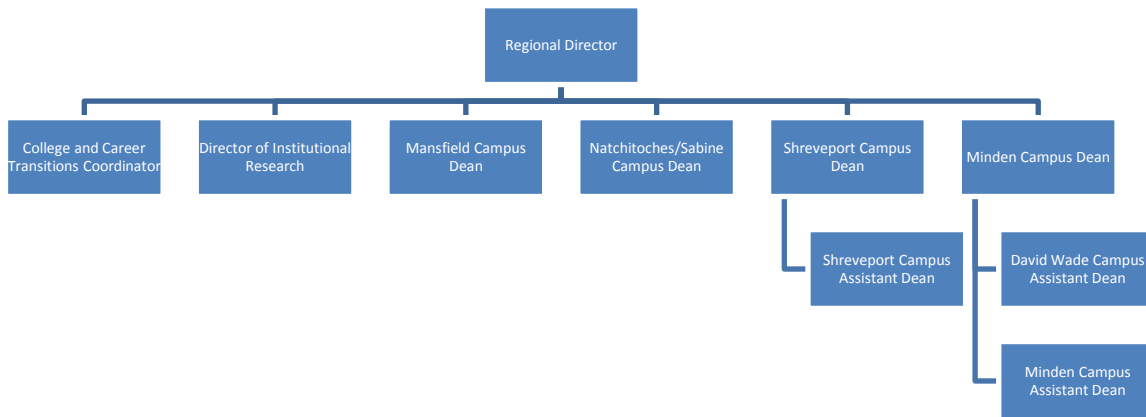 Regional Director
College and Career
Transitions Coordinator
Director of Institutional
Research
Mansfield Campus
Dean
Natchitoches/Sabine
Campus Dean
Shreveport Campus
Dean
Minden Campus Dean
Shreveport Campus
Assistant Dean
David Wade Campus
Assistant Dean
Minden Campus
Assistant Dean